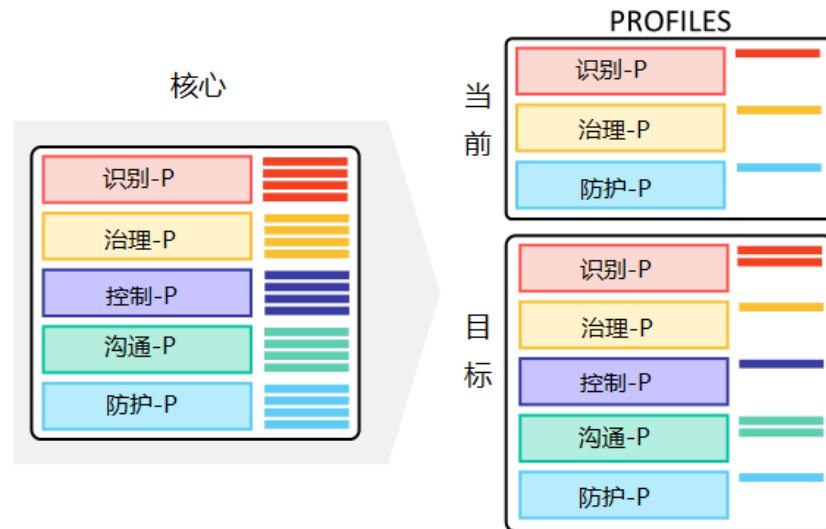 核心
识别-P
治理-P
控制-P
沟通-P
防护-P
PROFILES
当前
识别-P
治理-P
防护-P
目标
识别-P
治理-P
控制-P
沟通-P
防护-P